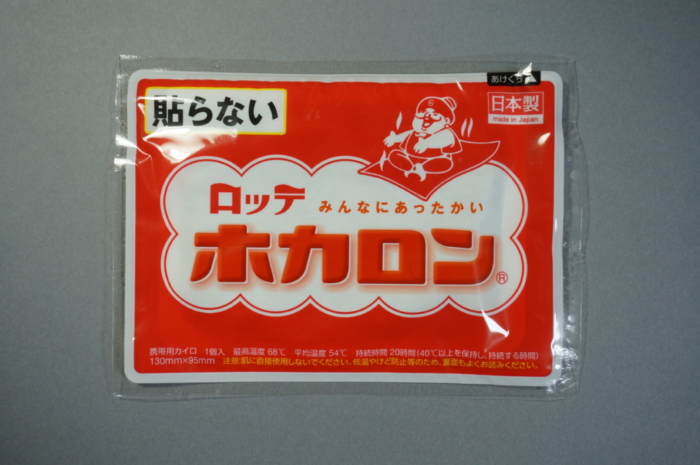 あけくち
貼らない
日本製
made in Japan
ロッテ みんなにあったかい
ホカロン®
携帯用カイロ 1個入 最高温度 68℃ 平均温度 54℃ 持続時間 20時間(40℃以上を保持し、持続する時間)
130mm×95mm 注意:肌に直接使用しないでください。低温やけど防止等のため、裏面もよくお読みください。